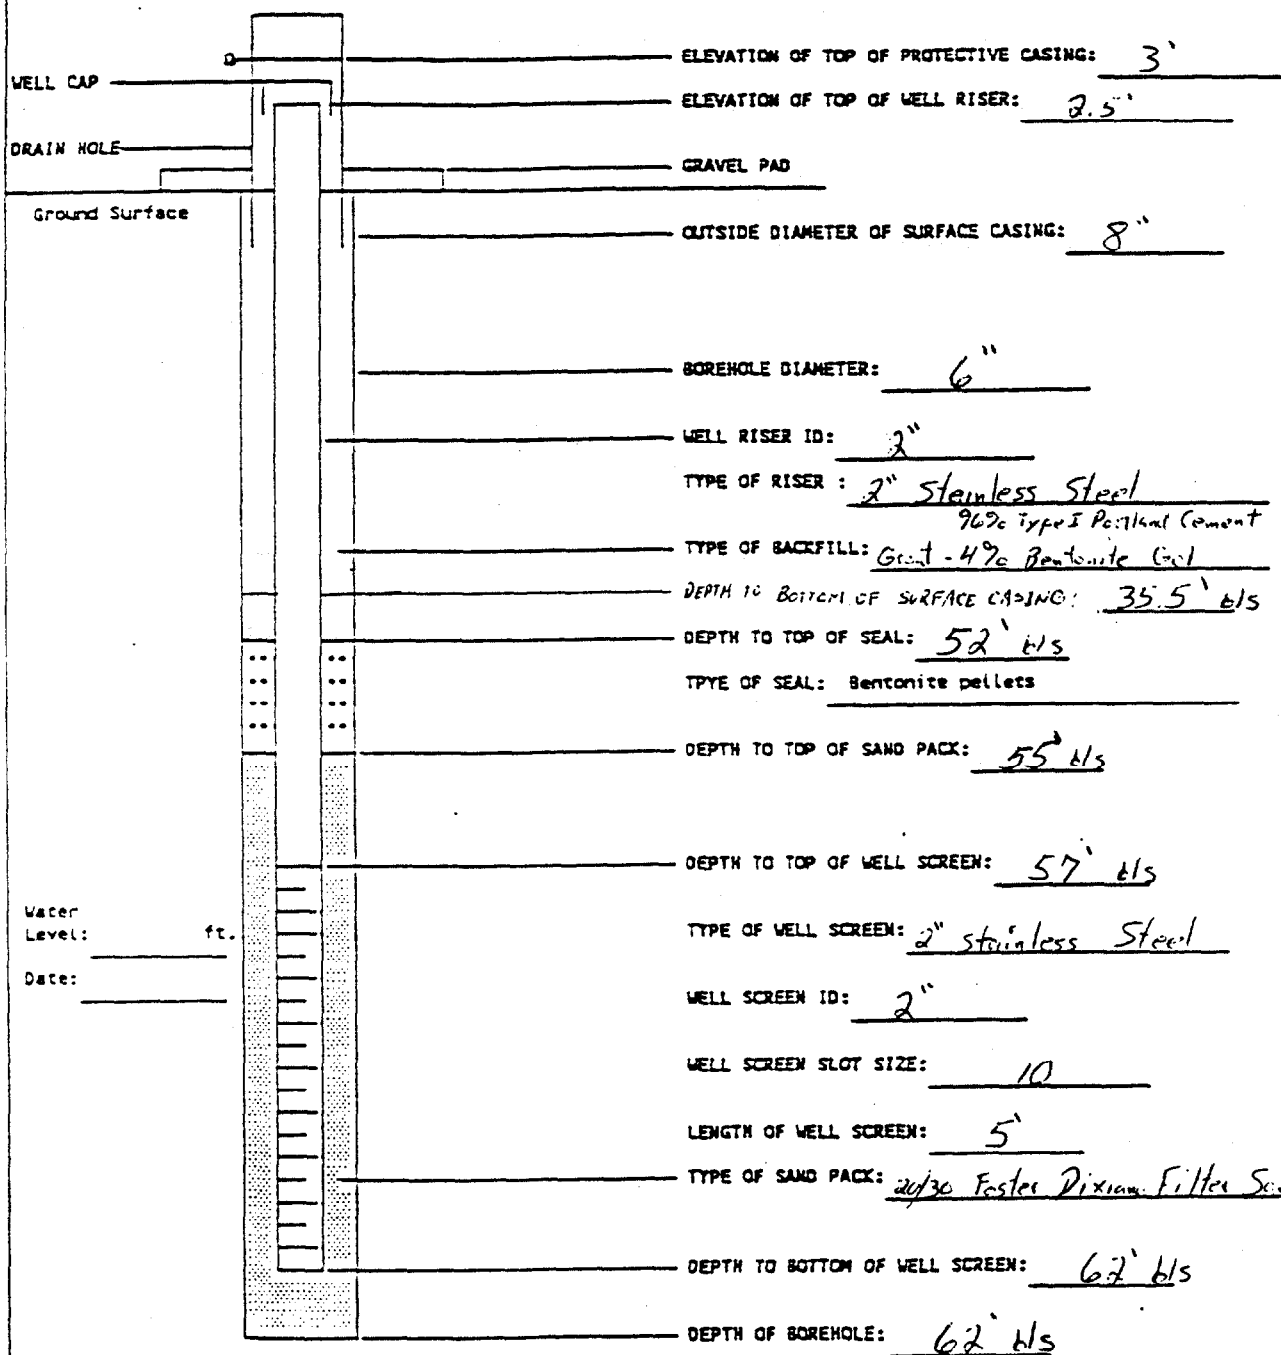 ELEVATION OF TOP OF PROTECTIVE CASING: 3'
WELL CAP
ELEVATION OF TOP OF WELL RISER: 2.5'
DRAIN HOLE
GRAVEL PAD
Ground Surface
OUTSIDE DIAMETER OF SURFACE CASING: 8"
BOREHOLE DIAMETER: 6"
WELL RISER ID: 2"
TYPE OF RISER : 2" Stainless Steel
96% Type I Portland Cement
TYPE OF BACKFILL: Grout - 4% Bentonite Gel
DEPTH TO BOTTOM OF SURFACE CASING: 35.5' bls
DEPTH TO TOP OF SEAL: 52' bls
TPYE OF SEAL: Bentonite pellets
DEPTH TO TOP OF SAND PACK: 55' bls
DEPTH TO TOP OF WELL SCREEN: 57' bls
Water
Level: ft.
TYPE OF WELL SCREEN: 2" stainless Steel
Date:
WELL SCREEN ID: 2"
WELL SCREEN SLOT SIZE: 10
LENGTH OF WELL SCREEN: 5'
TYPE OF SAND PACK: 20/30 Filter
DEPTH TO BOTTOM OF WELL SCREEN: 62' bls
DEPTH OF BOREHOLE: 62' bls